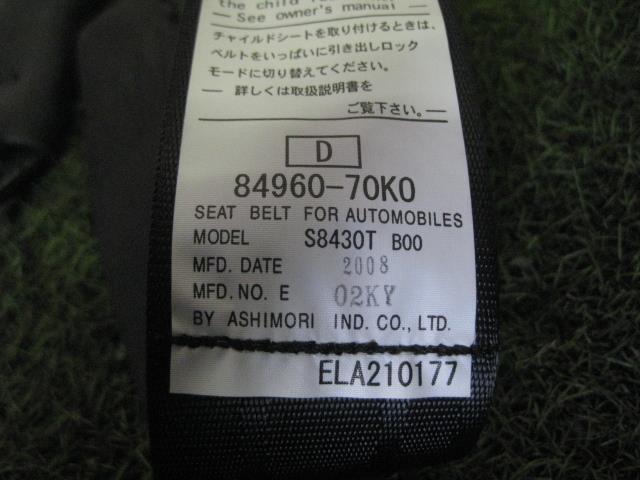 the child
— See owner's manual —
チャイルドシートを取り付けるときは、
ベルトをいっぱいに引き出しロック
モードに切り替えてください。
— 詳しくは取扱説明書を
ご覧下さい。—
D
84960-70K0
SEAT BELT FOR AUTOMOBILES
MODEL S8430T B00
MFD. DATE 2008
MFD. NO. E 02KY
BY ASHIMORI IND. CO., LTD.
ELA210177